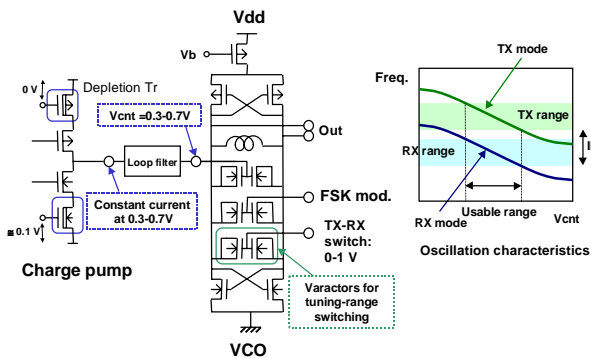 Vdd
Vb
0 V
Depletion Tr
Vcnt =0.3-0.7V
Out
Loop filter
FSK mod.
Constant current
at 0.3-0.7V
≅ 0.1 V
TX-RX
switch:
0-1 V
Charge pump
Varactors for
tuning-range
switching
VCO
TX mode
Freq.
TX range
RX range
Usable range
Vcnt
RX mode
Oscillation characteristics